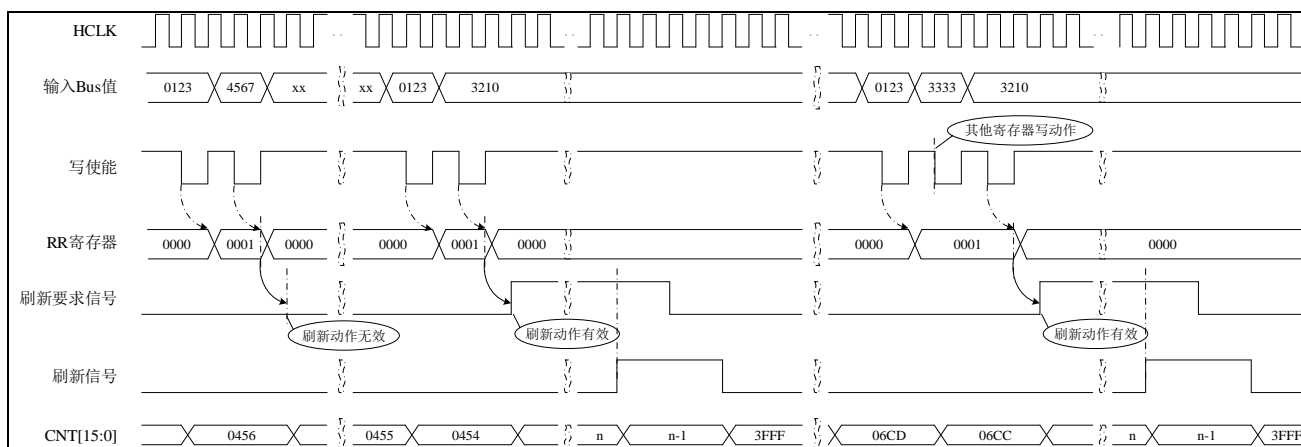 HCLK
输入Bus值 0123 4567 xx xx 0123 3210 0123 3333 3210
其他寄存器写动作
写使能
RR寄存器 0000 0001 0000 0000 0001 0000 0000 0001 0000
刷新要求信号
刷新动作无效 刷新动作有效 刷新动作有效
刷新信号
CNT[15:0] 0456 0455 0454 n n-1 3FFF 06CD 06CC n n-1 3FFF